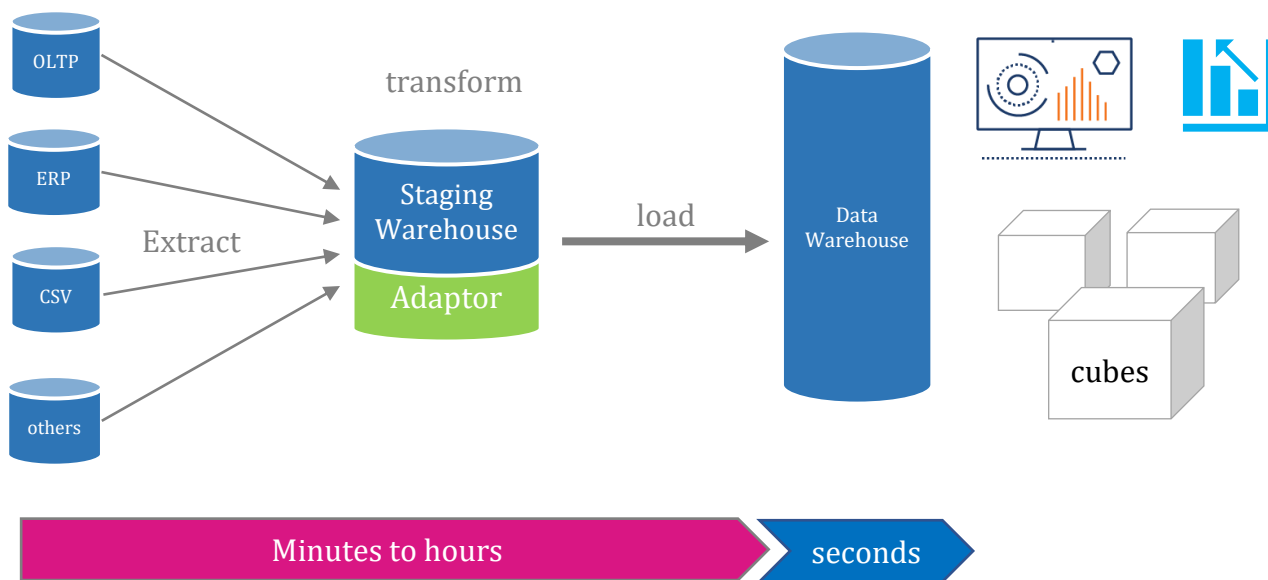 OLTP
ERP
CSV
others
Extract
transform
Staging
Warehouse
Adaptor
load
Data
Warehouse
cubes
Minutes to hours
seconds